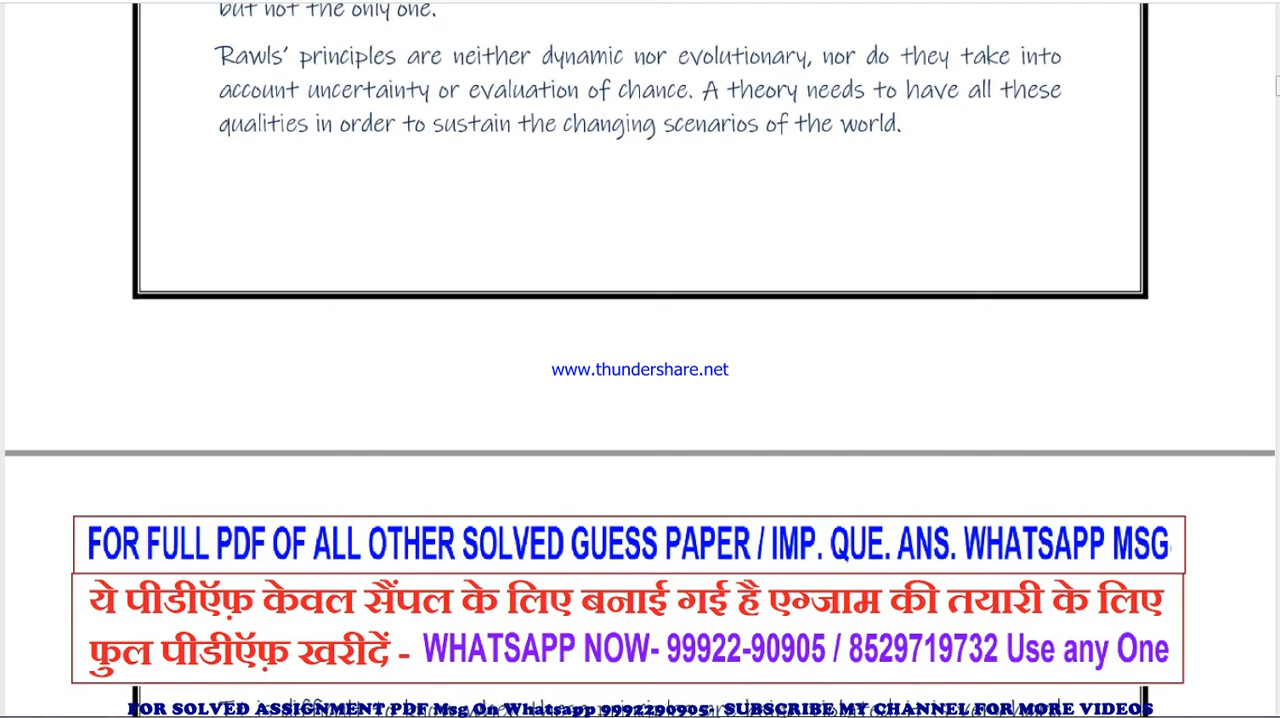 but not the only one.
Rawls' principles are neither dynamic nor evolutionary, nor do they take into
account uncertainty or evaluation of chance. A theory needs to have all these
qualities in order to sustain the changing scenarios of the world.
www.thundershare.net
FOR FULL PDF OF ALL OTHER SOLVED GUESS PAPER / IMP. QUE. ANS. WHATSAPP MSG
ये पीडीऍफ़ केवल सैंपल के लिए बनाई गई है एग्जाम की तयारी के लिए
फुल पीडीऍफ़ खरीदें - WHATSAPP NOW- 99922-90905 / 8529719732 Use any One
FOR SOLVED ASSIGNMENT PDF Msg On Whatsapp 9992290905- SUBSCRIBE MY CHANNEL FOR MORE VIDEOS